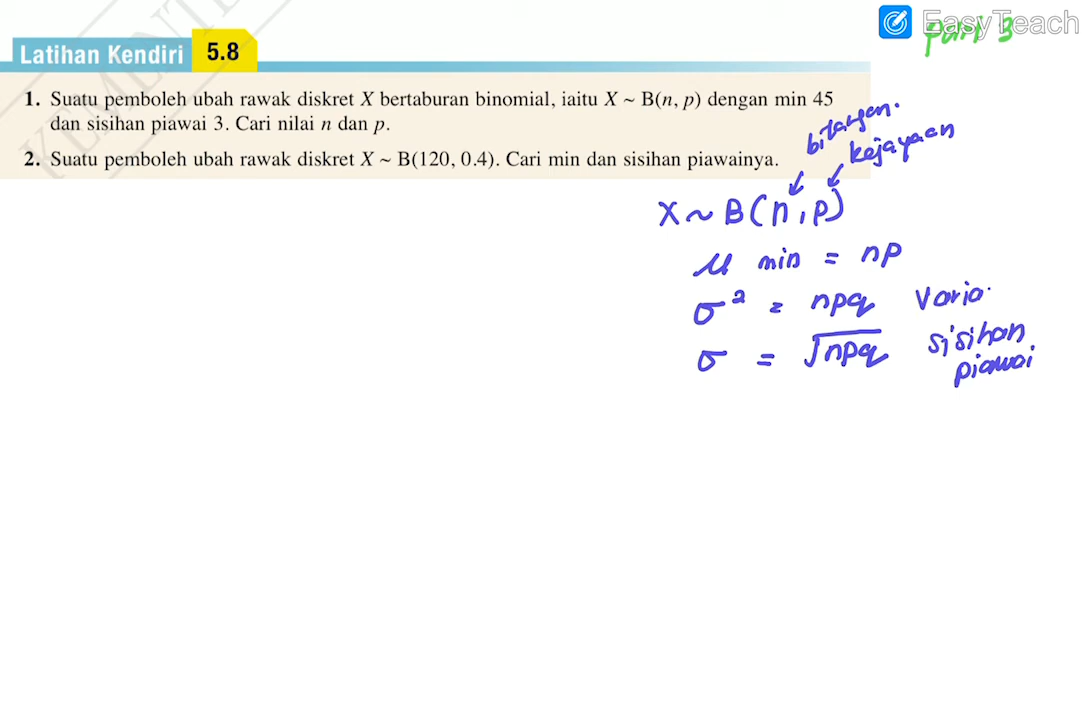 EasyTeach
Part 3
Latihan Kendiri 5.8
1. Suatu pemboleh ubah rawak diskret X bertaburan binomial, iaitu X ~ B(n, p) dengan min 45
dan sisihan piawai 3. Cari nilai n dan p.
2. Suatu pemboleh ubah rawak diskret X ~ B(120, 0.4). Cari min dan sisihan piawainya.
bilangan.
kejayaan
X ~ B(n, p)
μ min = np
σ² = npq Varia.
σ = √npq sisihan
piawai